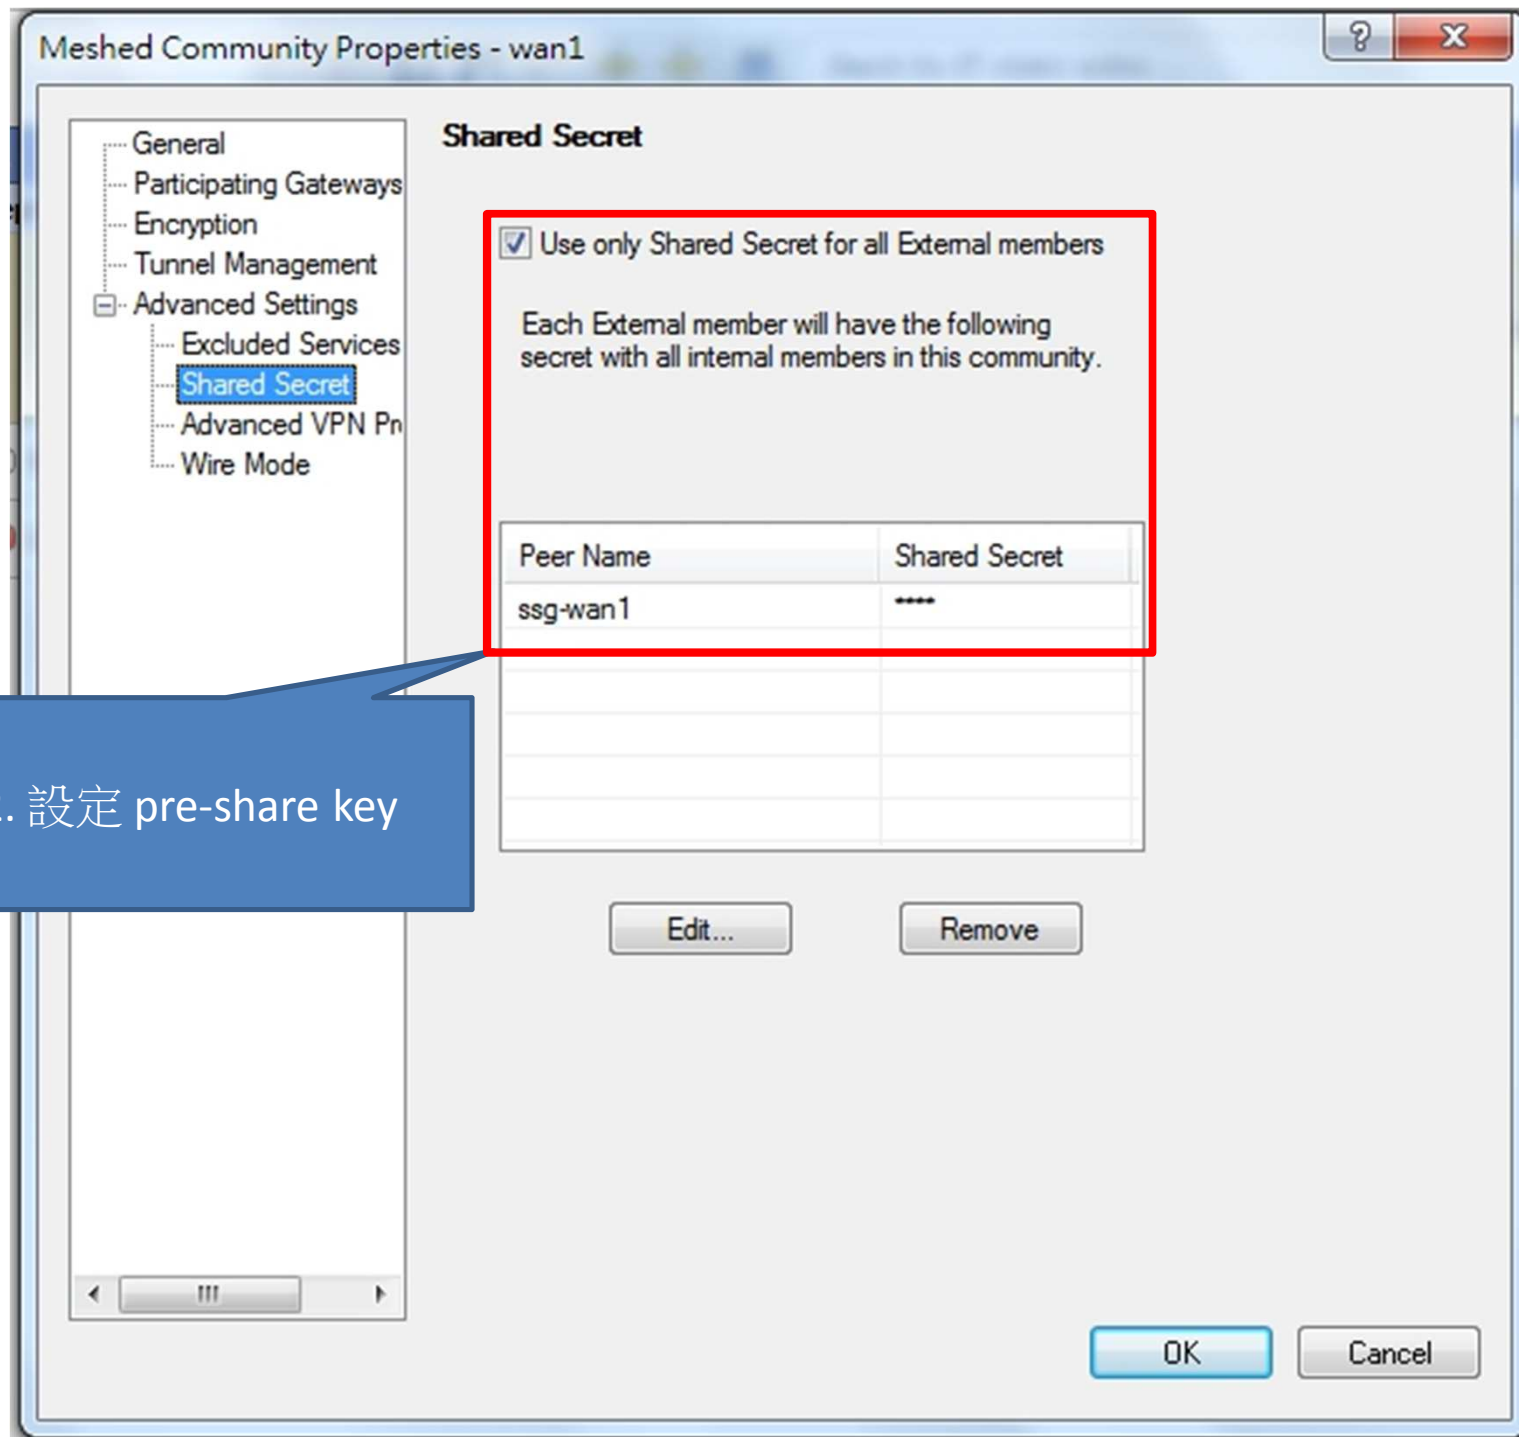 Meshed Community Properties - wan1
General
Participating Gateways
Encryption
Tunnel Management
Advanced Settings
Excluded Services
Shared Secret
Advanced VPN Pr
Wire Mode
Shared Secret
Use only Shared Secret for all External members
Each External member will have the following
secret with all internal members in this community.
Peer Name Shared Secret
ssg-wan1 ****
. 設定 pre-share key
Edit... Remove
OK Cancel